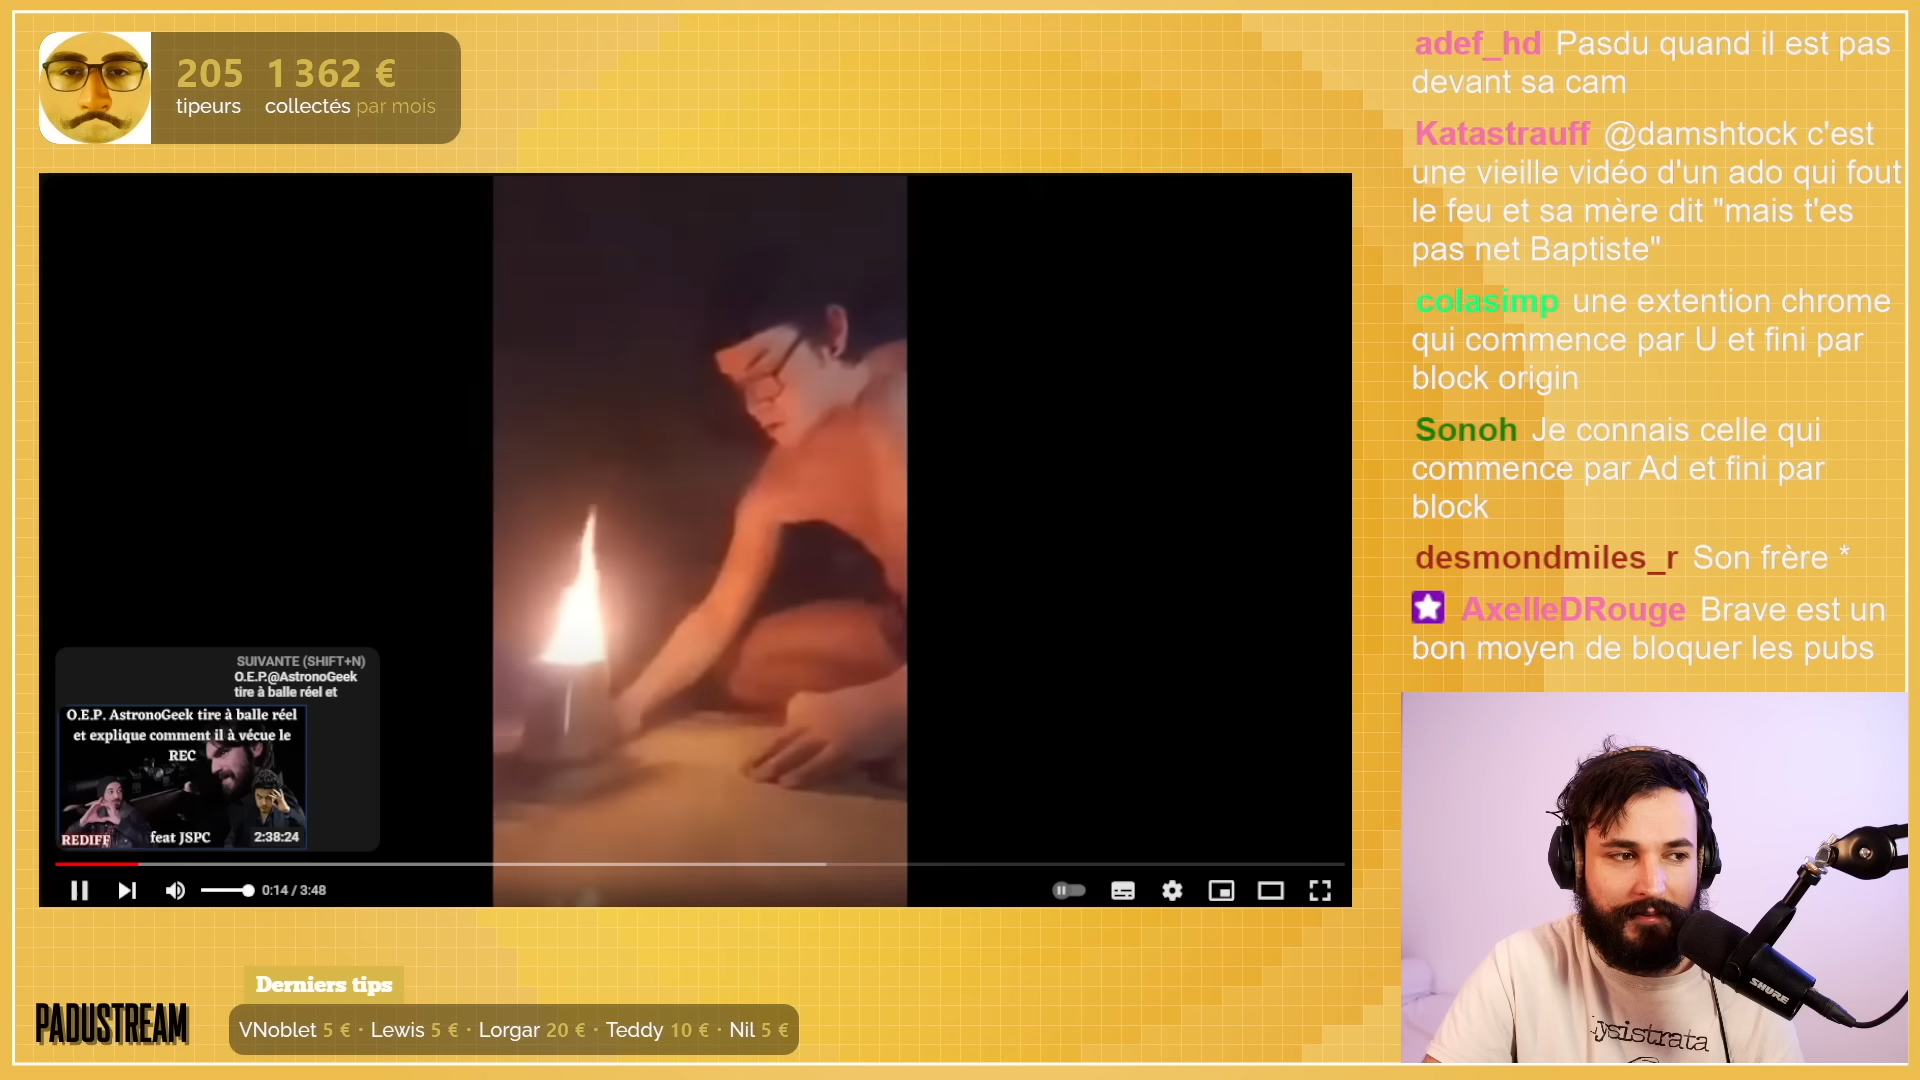 205 1 362 €
tipeurs collectés par mois
adef_hd Pasdu quand il est pas
devant sa cam
Katastrauff @damshtock c'est
une vieille vidéo d'un ado qui fout
le feu et sa mère dit "mais t'es
pas net Baptiste"
colasimp une extention chrome
qui commence par U et fini par
block origin
Sonoh Je connais celle qui
commence par Ad et fini par
block
desmondmiles_r Son frère *
AxelleDRouge Brave est un
bon moyen de bloquer les pubs
SUIVANTE (SHIFT+N)
O.E.P.@AstronoGeek
tire à balle réel et
O.E.P. AstronoGeek tire à balle réel
et explique comment il à vécue le
REC
REDIFF feat JSPC 2:38:24
0:14 / 3:48
Derniers tips
PADUSTREAM
VNoblet 5 € · Lewis 5 € · Lorgar 20 € · Teddy 10 € · Nil 5 €
SHURE
lysistrata